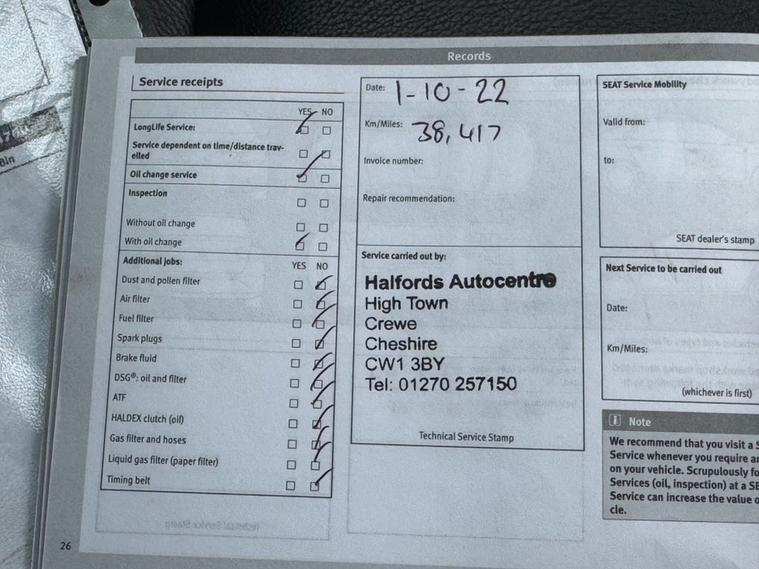 Records
Service receipts
YES NO
LongLife Service:
Service dependent on time/distance trav-
elled
Oil change service
Inspection
Without oil change
With oil change
Additional jobs: YES NO
Dust and pollen filter
Air filter
Fuel filter
Spark plugs
Brake fluid
DSG®: oil and filter
ATF
HALDEX clutch (oil)
Gas filter and hoses
Liquid gas filter (paper filter)
Timing belt
26
Date: 1-10-22
Km/Miles: 38,417
Invoice number:
Repair recommendation:
Service carried out by:
Halfords Autocentre
High Town
Crewe
Cheshire
CW1 3BY
Tel: 01270 257150
Technical Service Stamp
SEAT Service Mobility
Valid from:
to:
SEAT dealer's stamp
Next Service to be carried out
Date:
Km/Miles:
(whichever is first)
i Note
We recommend that you visit a
Service whenever you require
on your vehicle. Scrupulously
Services (oil, inspection) at a
Service can increase the value
cle.